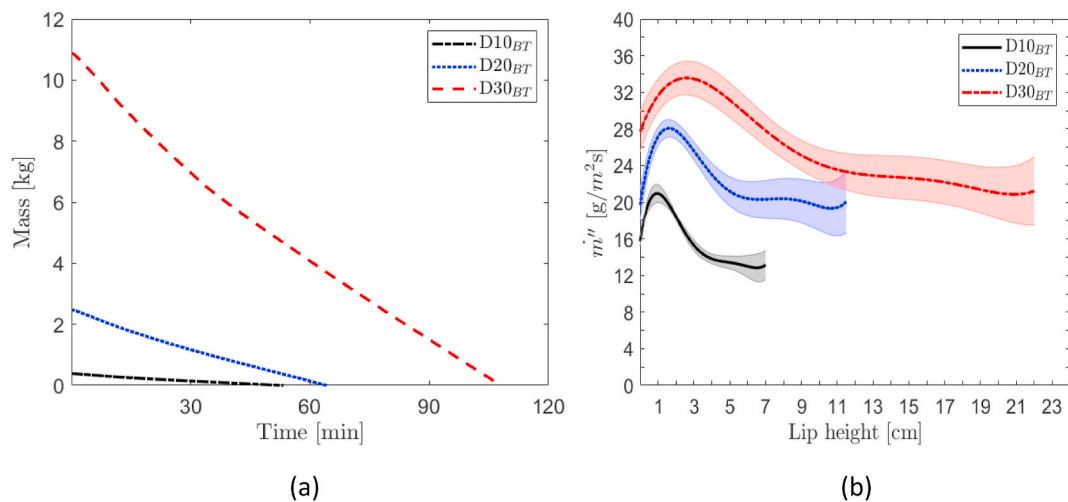 12
10
8
6
4
2
0
Mass [kg]
30
60
90
120
Time [min]
D10BT
D20BT
D30BT
(a)
40
36
32
28
24
20
16
12
8
4
0
ṁ″ [g/m²s]
1 3 5 7 9 11 13 15 17 19 21 23
Lip height [cm]
D10BT
D20BT
D30BT
(b)